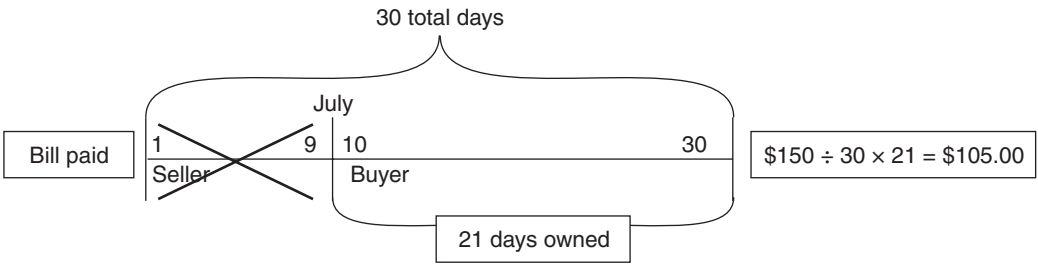 30 total days
July
Bill paid
1 9 10 30
Seller Buyer
$150 ÷ 30 × 21 = $105.00
21 days owned